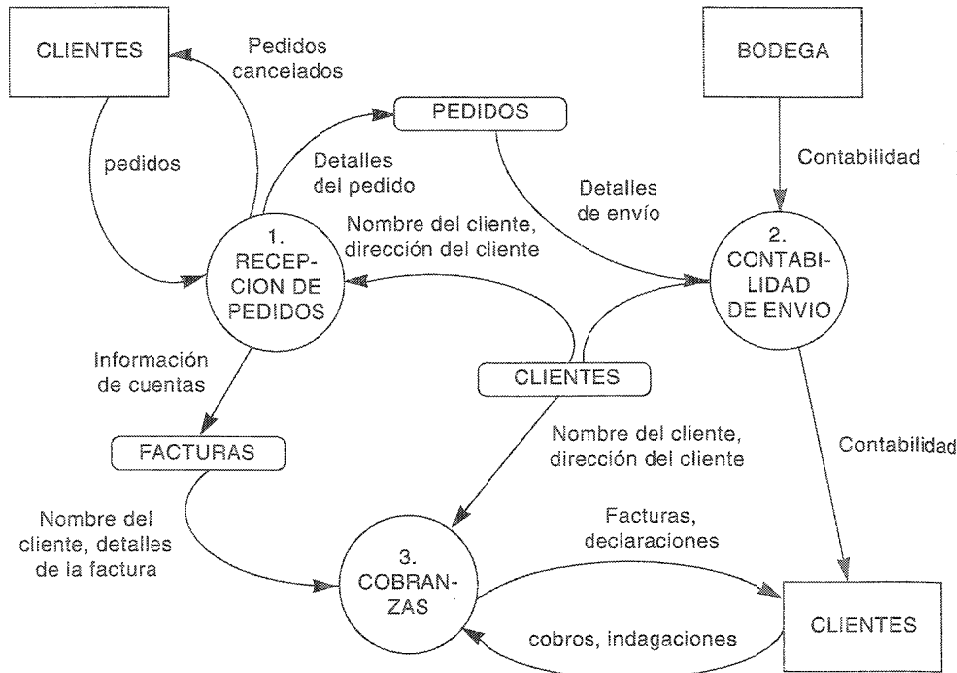 CLIENTES
Pedidos
cancelados
BODEGA
PEDIDOS
pedidos
Detalles
del pedido
Contabilidad
Detalles
de envío
Nombre del cliente,
dirección del cliente
1.
RECEP-
CION DE
PEDIDOS
2.
CONTABI-
LIDAD
DE ENVIO
Información
de cuentas
CLIENTES
FACTURAS
Nombre del cliente,
dirección del cliente
Contabilidad
Nombre del
cliente, detalles
de la factura
Facturas,
declaraciones
3.
COBRAN-
ZAS
CLIENTES
cobros, indagaciones